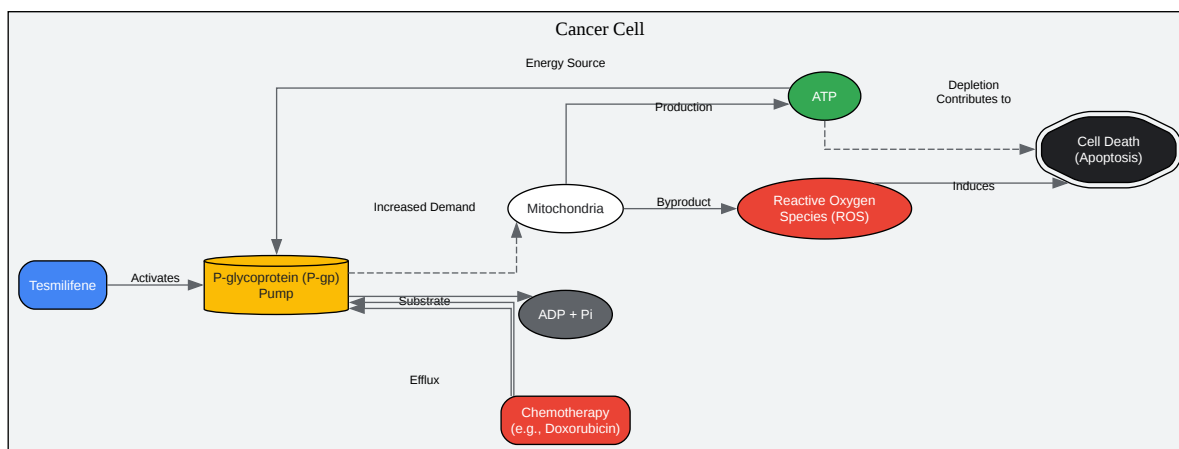 Cancer Cell
Energy Source
ATP
Depletion
Contributes to
Production
Cell Death
(Apoptosis)
Increased Demand
Mitochondria
Byproduct
Reactive Oxygen
Species (ROS)
Induces
Tesmilifene
Activates
P-glycoprotein (P-gp)
Pump
Substrate
ADP + Pi
Efflux
Chemotherapy
(e.g., Doxorubicin)